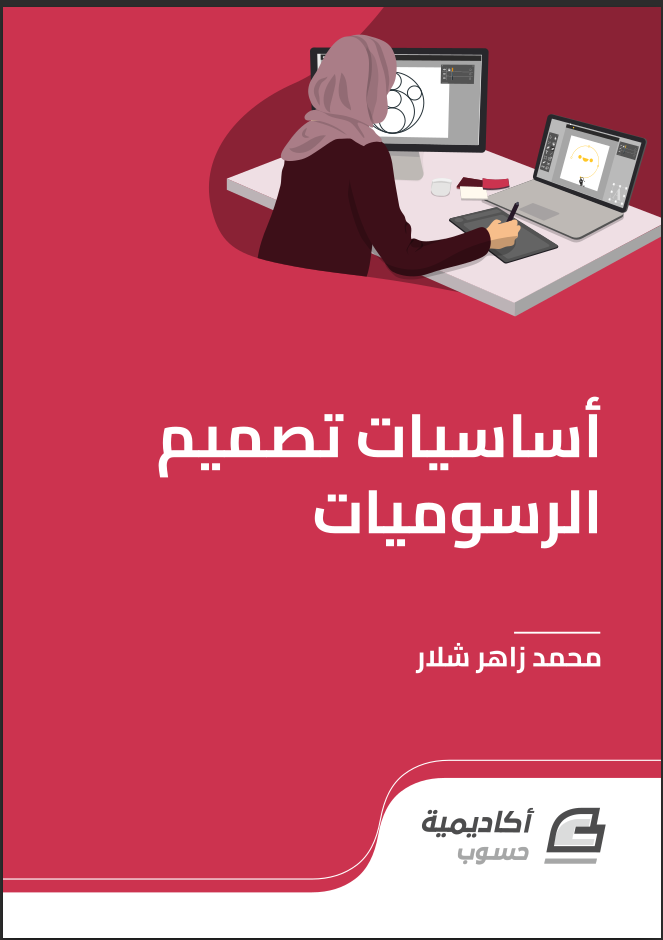 أساسيات تصميم
الرسوميات
محمد زاهر شلار
أكاديمية
حسوب